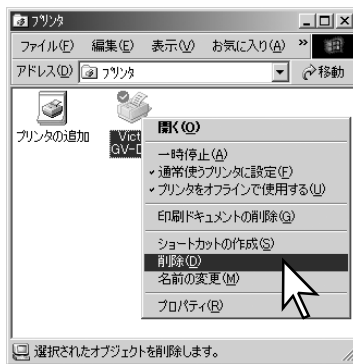 プリンタ
ファイル(F) 編集(E) 表示(V) お気に入り(A) »
アドレス(D) プリンタ 移動
プリンタの追加
Vict
GV-D
開く(O)
一時停止(A)
通常使うプリンタに設定(F)
プリンタをオフラインで使用する(U)
印刷ドキュメントの削除(G)
ショートカットの作成(S)
削除(D)
名前の変更(M)
プロパティ(R)
選択されたオブジェクトを削除します。